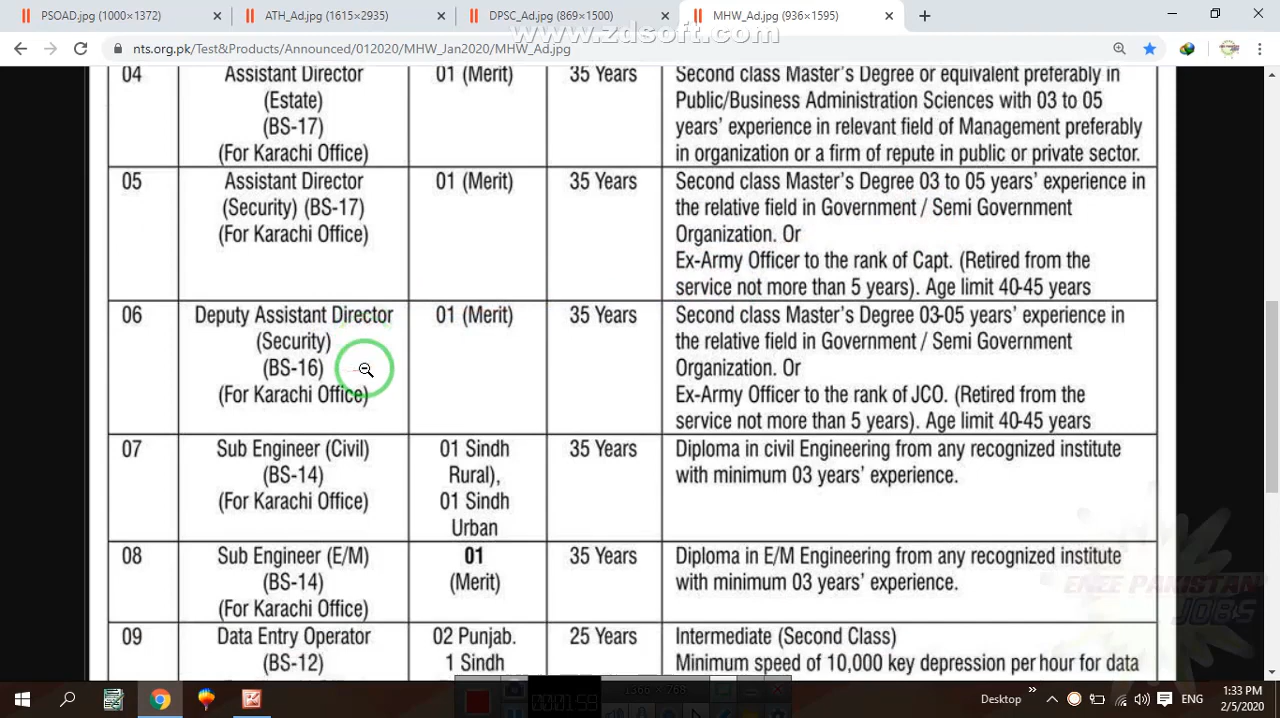 PSOAD.jpg (1000×1372)
ATH_Ad.jpg (1615×2935)
DPSC_Ad.jpg (869×1500)
MHW_Ad.jpg (936×1595)
www.zdsoft.com
nts.org.pk/Test&Products/Announced/012020/MHW_Jan2020/MHW_Ad.jpg
04 Assistant Director 01 (Merit) 35 Years Second class Master's Degree or equivalent preferably in
(Estate) Public/Business Administration Sciences with 03 to 05
(BS-17) years' experience in relevant field of Management preferably
(For Karachi Office) in organization or a firm of repute in public or private sector.
05 Assistant Director 01 (Merit) 35 Years Second class Master's Degree 03 to 05 years' experience in
(Security) (BS-17) the relative field in Government / Semi Government
(For Karachi Office) Organization. Or
Ex-Army Officer to the rank of Capt. (Retired from the
service not more than 5 years). Age limit 40-45 years
06 Deputy Assistant Director 01 (Merit) 35 Years Second class Master's Degree 03-05 years' experience in
(Security) the relative field in Government / Semi Government
(BS-16) Organization. Or
(For Karachi Office) Ex-Army Officer to the rank of JCO. (Retired from the
service not more than 5 years). Age limit 40-45 years
07 Sub Engineer (Civil) 01 Sindh 35 Years Diploma in civil Engineering from any recognized institute
(BS-14) Rural), with minimum 03 years' experience.
(For Karachi Office) 01 Sindh
Urban
08 Sub Engineer (E/M) 01 35 Years Diploma in E/M Engineering from any recognized institute
(BS-14) (Merit) with minimum 03 years' experience.
(For Karachi Office)
ENEE PAKISTAN
JOBS
09 Data Entry Operator 02 Punjab. 25 Years Intermediate (Second Class)
(BS-12) 1 Sindh Minimum speed of 10,000 key depression per hour for data
1366 x 768
00:01:59
Desktop
ENG
1:33 PM
2/5/2020